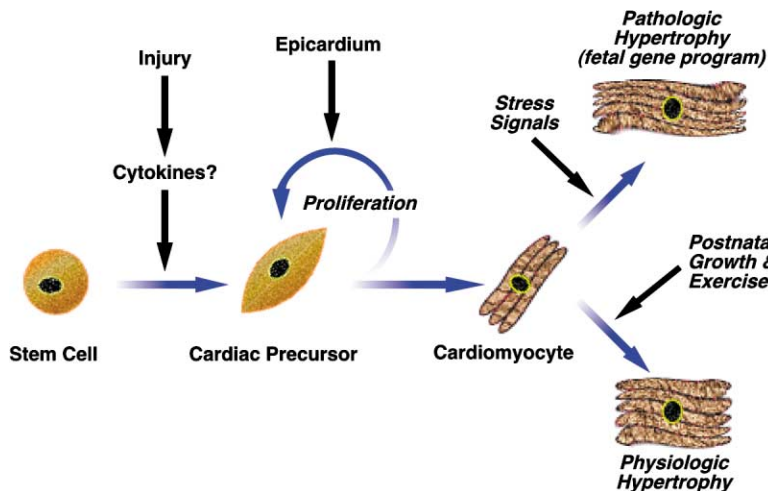 Injury
Cytokines?
Epicardium
Proliferation
Stress
Signals
Pathologic
Hypertrophy
(fetal gene program)
Postnata
Growth &
Exercise
Stem Cell
Cardiac Precursor
Cardiomyocyte
Physiologic
Hypertrophy